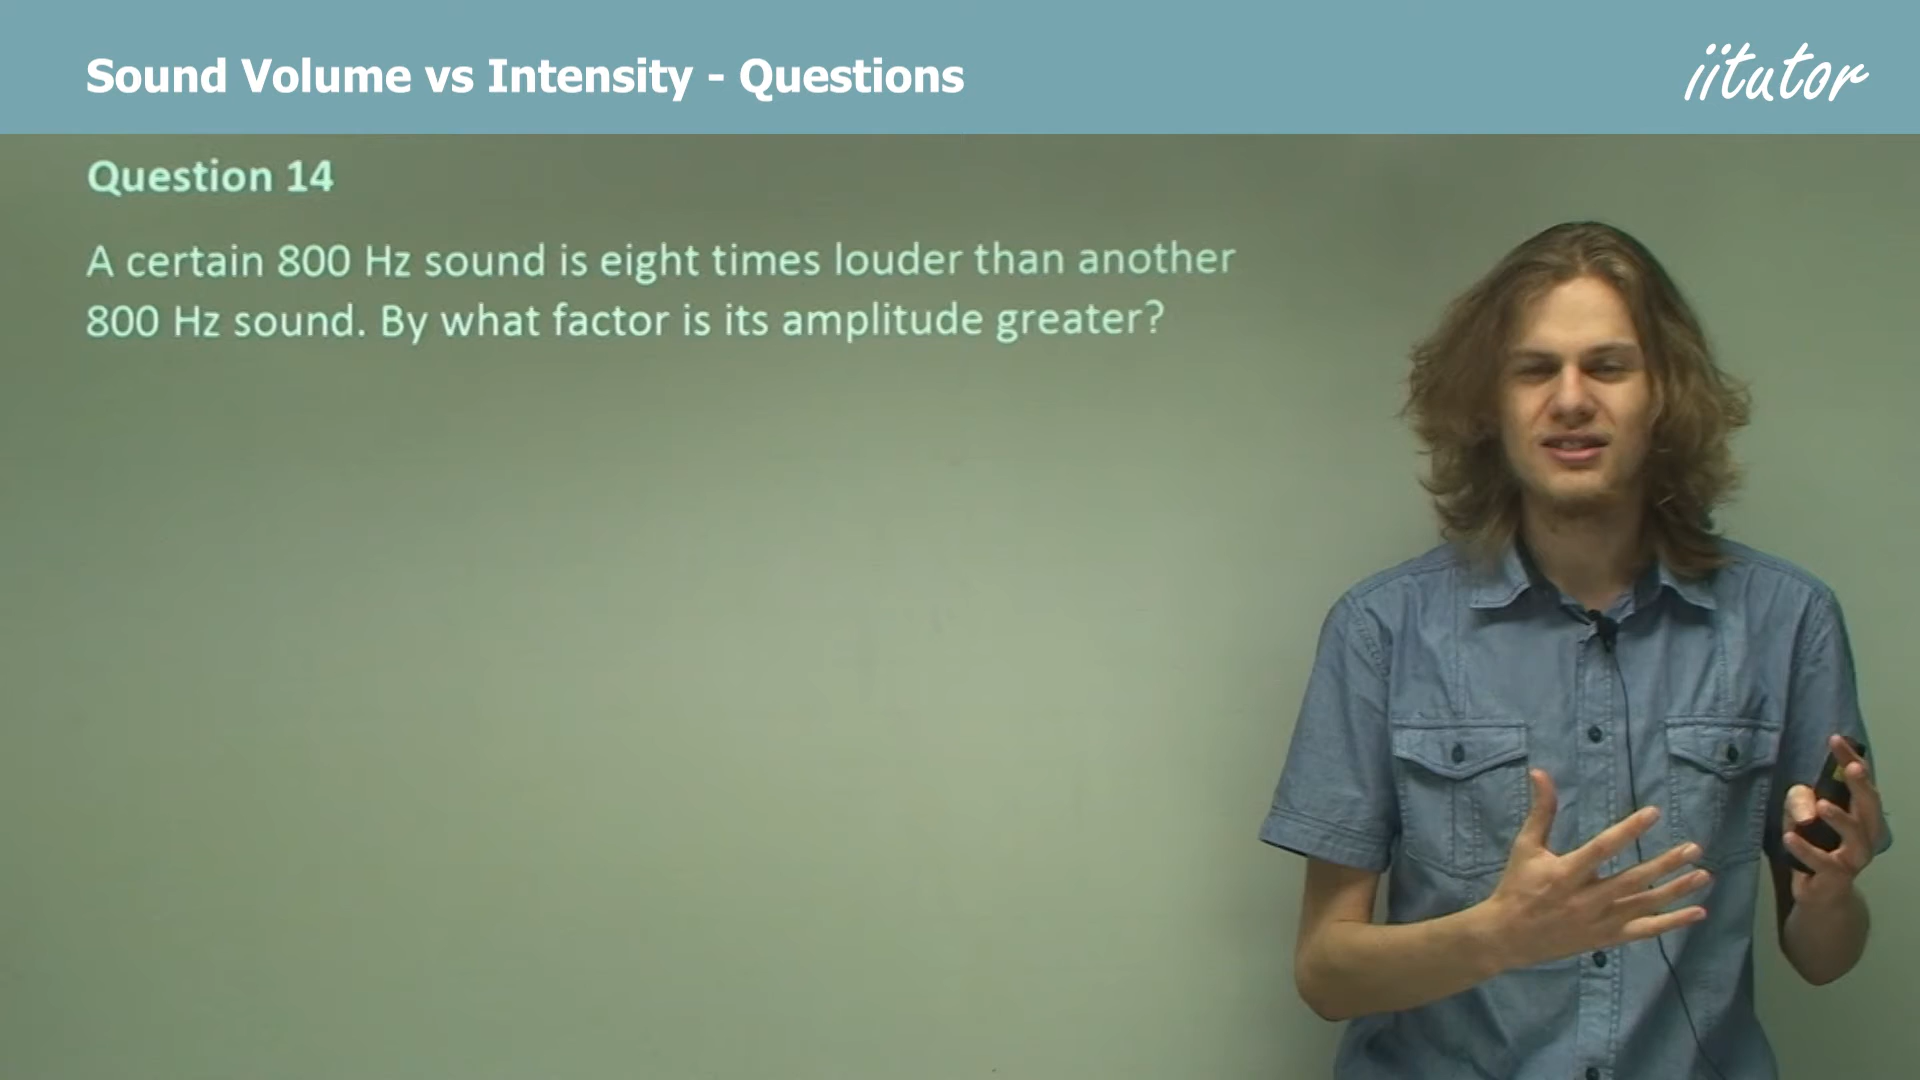 Sound Volume vs Intensity - Questions
iitutor
Question 14
A certain 800 Hz sound is eight times louder than another
800 Hz sound. By what factor is its amplitude greater?